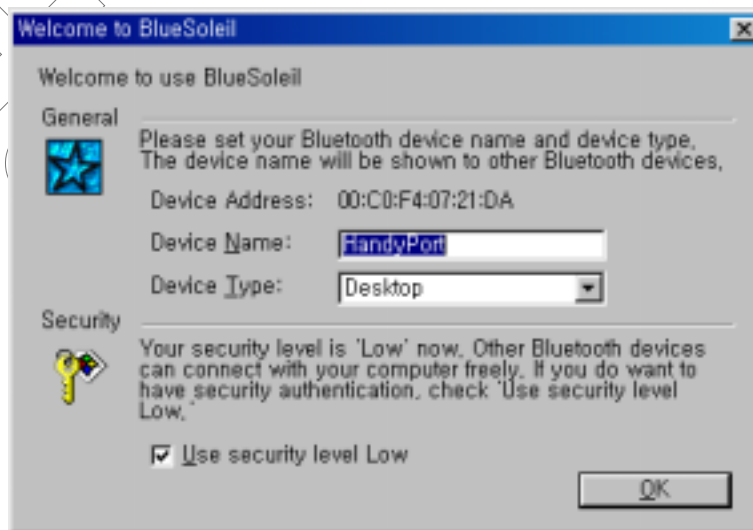 Welcome to BlueSoleil
Welcome to use BlueSoleil
General
Please set your Bluetooth device name and device type,
The device name will be shown to other Bluetooth devices,
Device Address: 00:C0:F4:07:21:DA
Device Name: HandyPort
Device Type: Desktop
Security
Your security level is 'Low' now, Other Bluetooth devices
can connect with your computer freely, If you do want to
have security authentication, check 'Use security level
Low,'
Use security level Low
OK